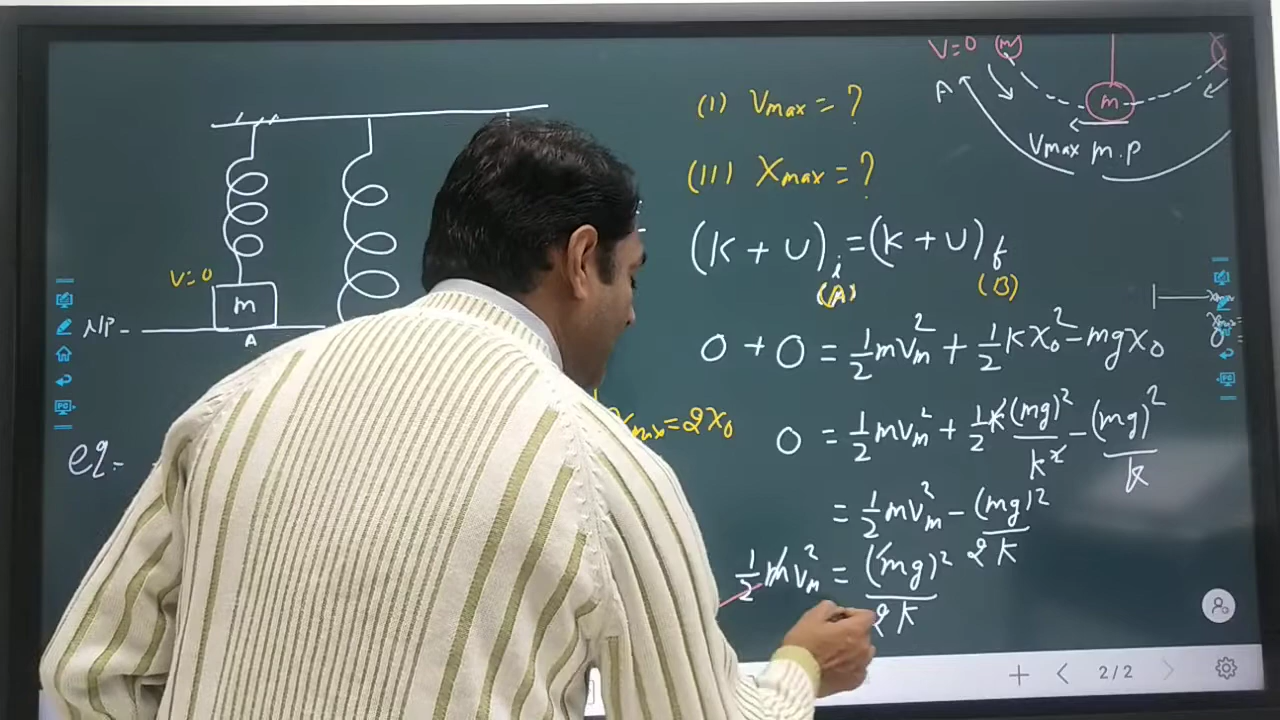 V=0
m
m
A
Vmax m.p
(I) Vmax = ?
(II) Xmax = ?
(K + U)i = (K + U)f
(A)
(B)
V=0
m
NP -
A
0 + 0 = 1/2 mVm² + 1/2 Kx0² - mgx0
xmax = 2x0
0 = 1/2 mVm² + 1/2 K (mg)²/K² - (mg)²/K
eg-
= 1/2 mVm² - (mg)²/2K
1/2 mVm² = (mg)²/2K
2/2